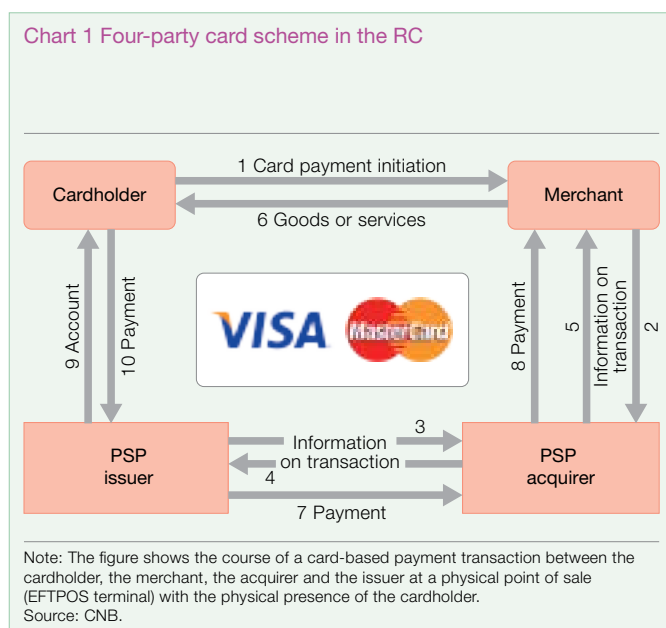 Chart 1 Four-party card scheme in the RC
1 Card payment initiation
Cardholder
Merchant
6 Goods or services
9 Account
10 Payment
VISA
MasterCard
8 Payment
5
Information on
transaction
2
PSP
issuer
3
Information
on transaction
4
7 Payment
PSP
acquirer
Note: The figure shows the course of a card-based payment transaction between the
cardholder, the merchant, the acquirer and the issuer at a physical point of sale
(EFTPOS terminal) with the physical presence of the cardholder.
Source: CNB.